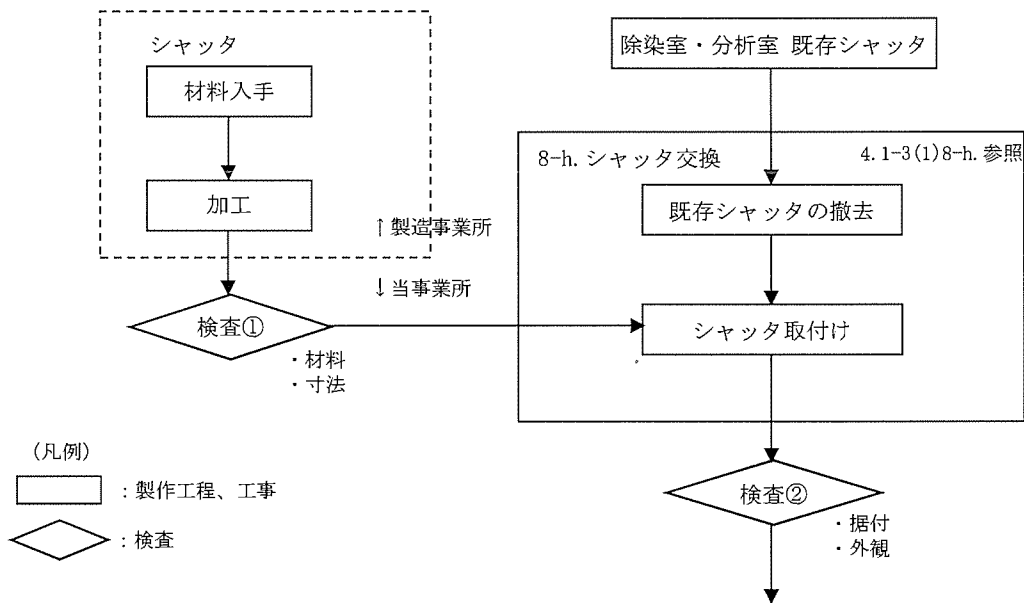 シャッタ
材料入手
加工
↑製造事業所
↓当事業所
検査①
・材料
・寸法
除染室・分析室 既存シャッタ
8-h. シャッタ交換
4.1-3(1)8-h. 参照
既存シャッタの撤去
シャッタ取付け
検査②
・据付
・外観
(凡例)
:製作工程、工事
:検査